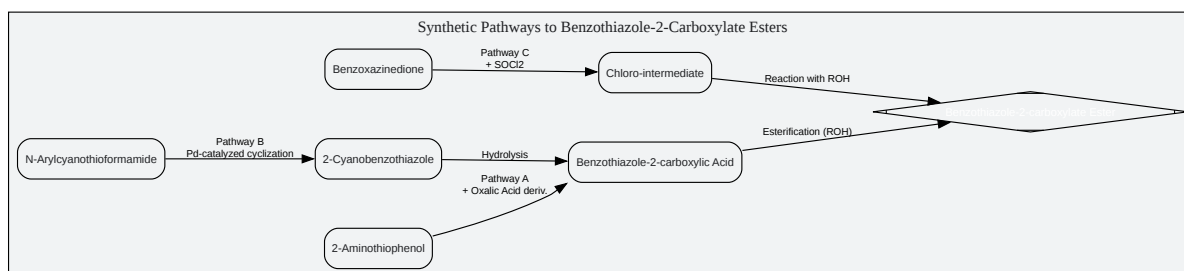 Synthetic Pathways to Benzothiazole-2-Carboxylate Esters
Benzoxazinedione
Pathway C
+ SOCl2
Chloro-intermediate
Reaction with ROH
N-Arylcyanothioformamide
Pathway B
Pd-catalyzed cyclization
2-Cyanobenzothiazole
Hydrolysis
Benzothiazole-2-carboxylic Acid
Esterification (ROH)
Pathway A
+ Oxalic Acid deriv.
2-Aminothiophenol